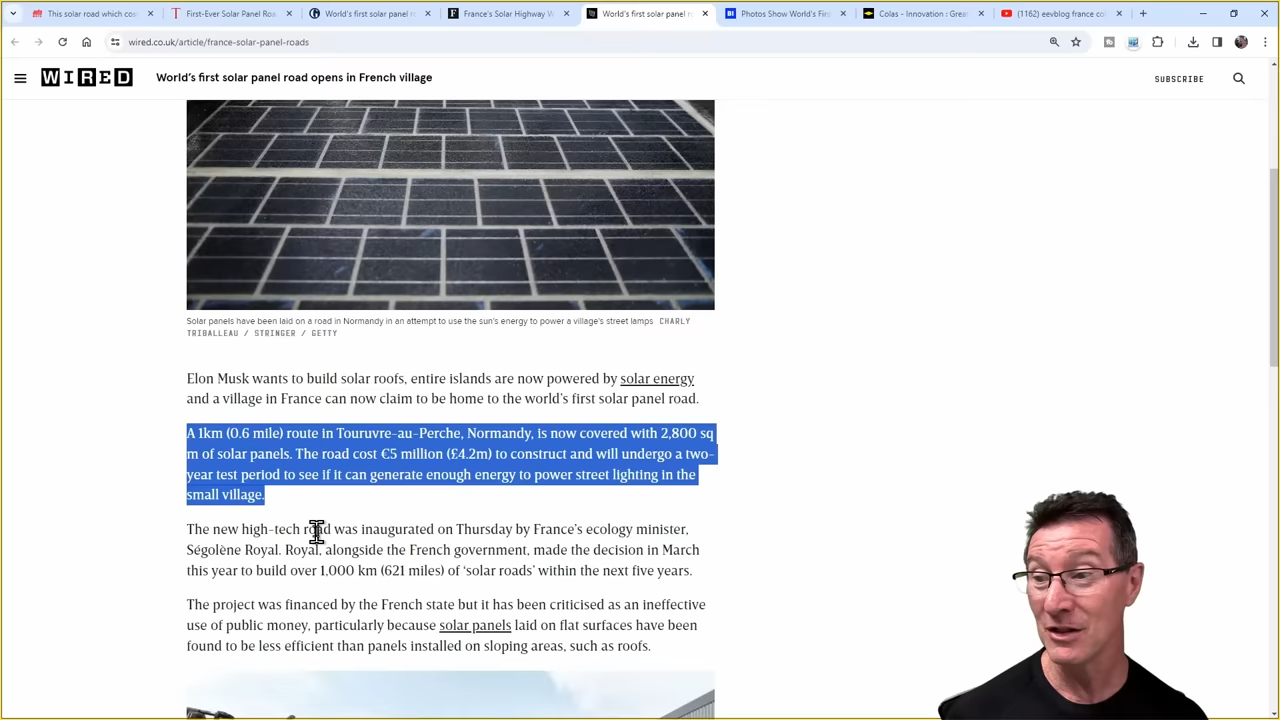 This solar road which cost
First-Ever Solar Panel Roa
World's first solar panel ro
France's Solar Highway W
World's first solar panel ro
Photos Show World's Firs
Colas - Innovation : Great
(1162) eevblog france co
wired.co.uk/article/france-solar-panel-roads
WIRED
World's first solar panel road opens in French village
SUBSCRIBE
Solar panels have been laid on a road in Normandy in an attempt to use the sun's energy to power a village's street lamps CHARLY
TRIBALLEAU / STRINGER / GETTY
Elon Musk wants to build solar roofs, entire islands are now powered by solar energy
and a village in France can now claim to be home to the world's first solar panel road.
A 1km (0.6 mile) route in Touruvre-au-Perche, Normandy, is now covered with 2,800 sq
m of solar panels. The road cost €5 million (£4.2m) to construct and will undergo a two-
year test period to see if it can generate enough energy to power street lighting in the
small village.
The new high-tech road was inaugurated on Thursday by France's ecology minister,
Ségolène Royal. Royal, alongside the French government, made the decision in March
this year to build over 1,000 km (621 miles) of 'solar roads' within the next five years.
The project was financed by the French state but it has been criticised as an ineffective
use of public money, particularly because solar panels laid on flat surfaces have been
found to be less efficient than panels installed on sloping areas, such as roofs.